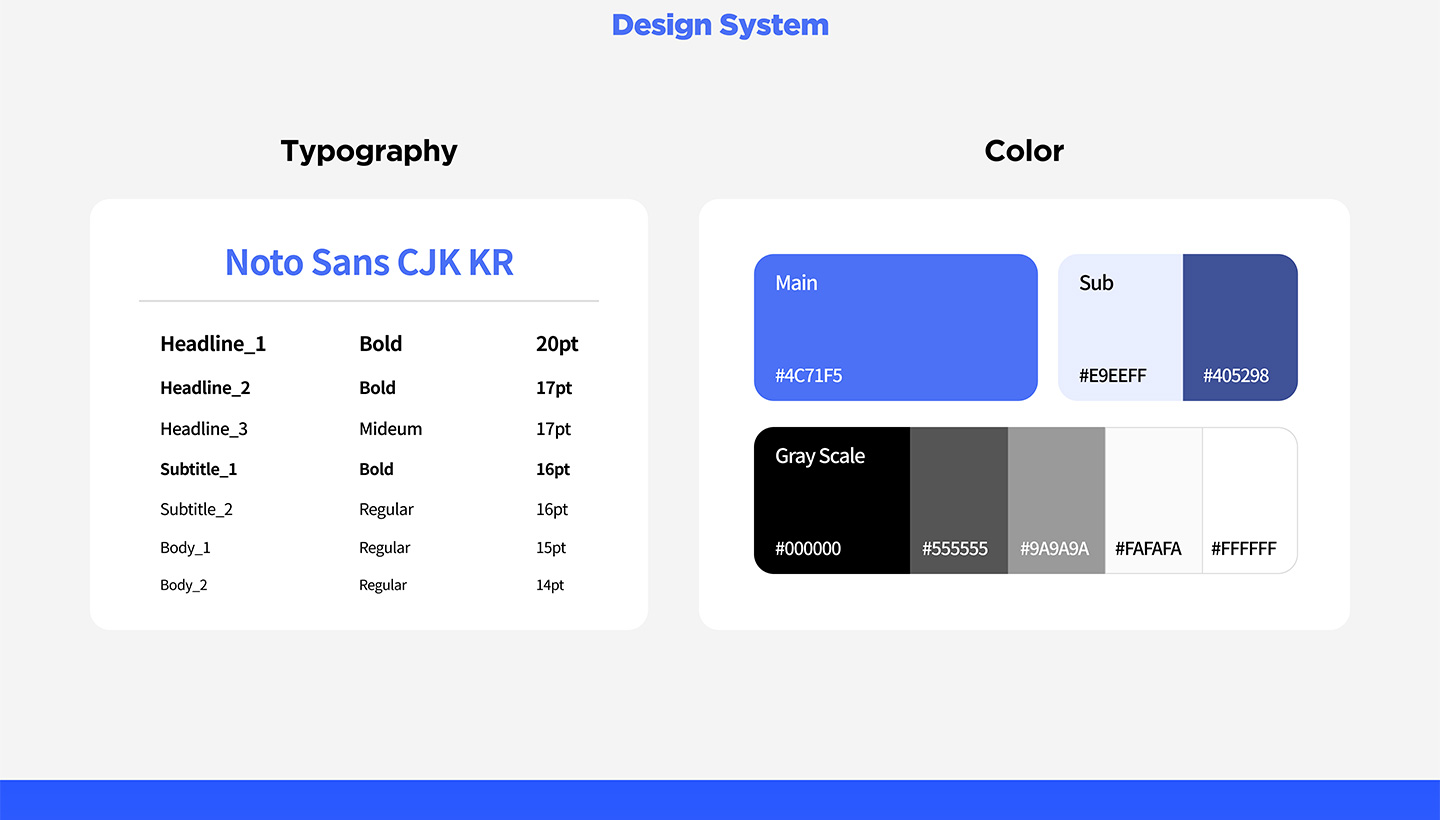 Design System
Typography
Noto Sans CJK KR
Headline_1 Bold 20pt
Headline_2 Bold 17pt
Headline_3 Mideum 17pt
Subtitle_1 Bold 16pt
Subtitle_2 Regular 16pt
Body_1 Regular 15pt
Body_2 Regular 14pt
Color
Main
#4C71F5
Sub
#E9EEFF #405298
Gray Scale
#000000 #555555 #9A9A9A #FAFAFA #FFFFFF